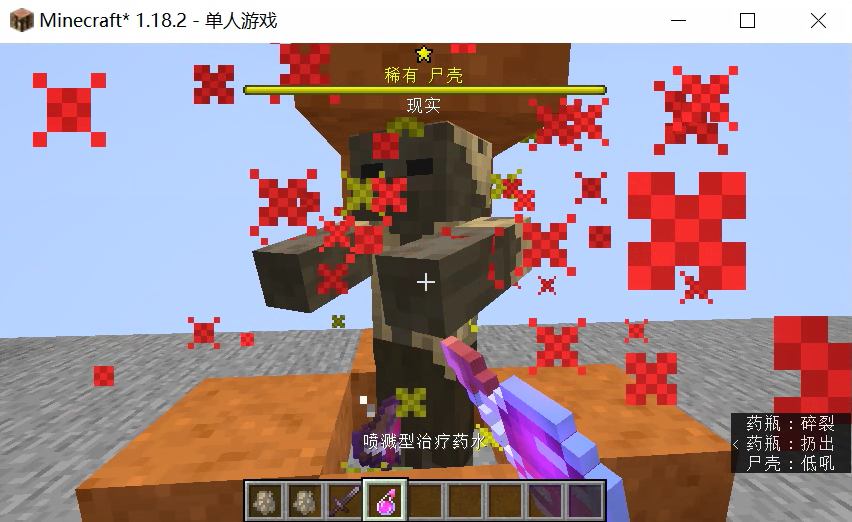 Minecraft* 1.18.2 - 单人游戏
稀有 尸壳
现实
喷溅型治疗药水
药瓶：碎裂
< 药瓶：扔出
尸壳：低吼